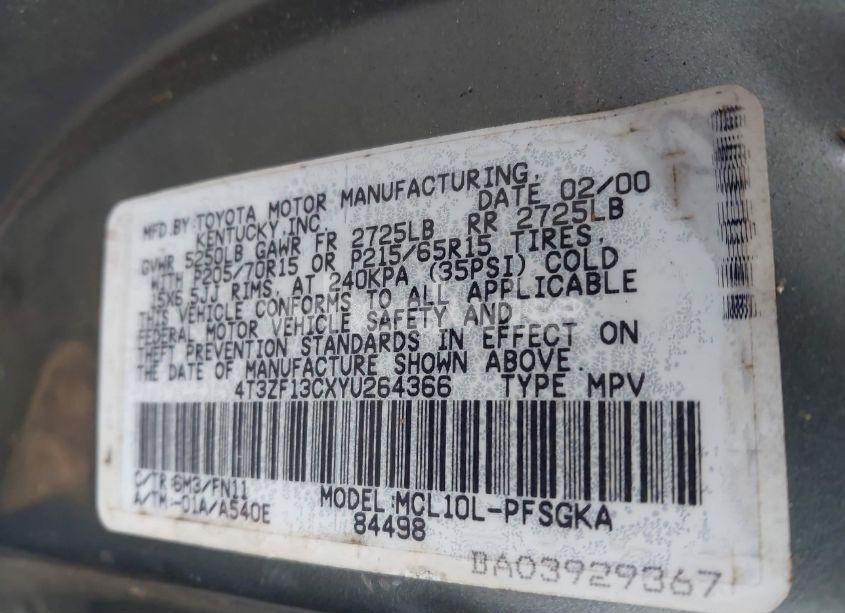 MFD.BY TOYOTA MOTOR MANUFACTURING,
KENTUCKY,INC. DATE 02/00
GVWR 5250LB GAWR FR 2725LB RR 2725LB
WITH P205/70R15 OR P215/65R15 TIRES,
15X6.5JJ RIMS, AT 240KPA (35PSI) COLD
THIS VEHICLE CONFORMS TO ALL APPLICABLE
FEDERAL MOTOR VEHICLE SAFETY AND
THEFT PREVENTION STANDARDS IN EFFECT ON
THE DATE OF MANUFACTURE SHOWN ABOVE.
4T3ZF13CXYU264366 TYPE MPV
C/TR 6M3/FN11
A/TM -01A/A540E MODEL MCL10L-PFSGKA
84498
BA03929367